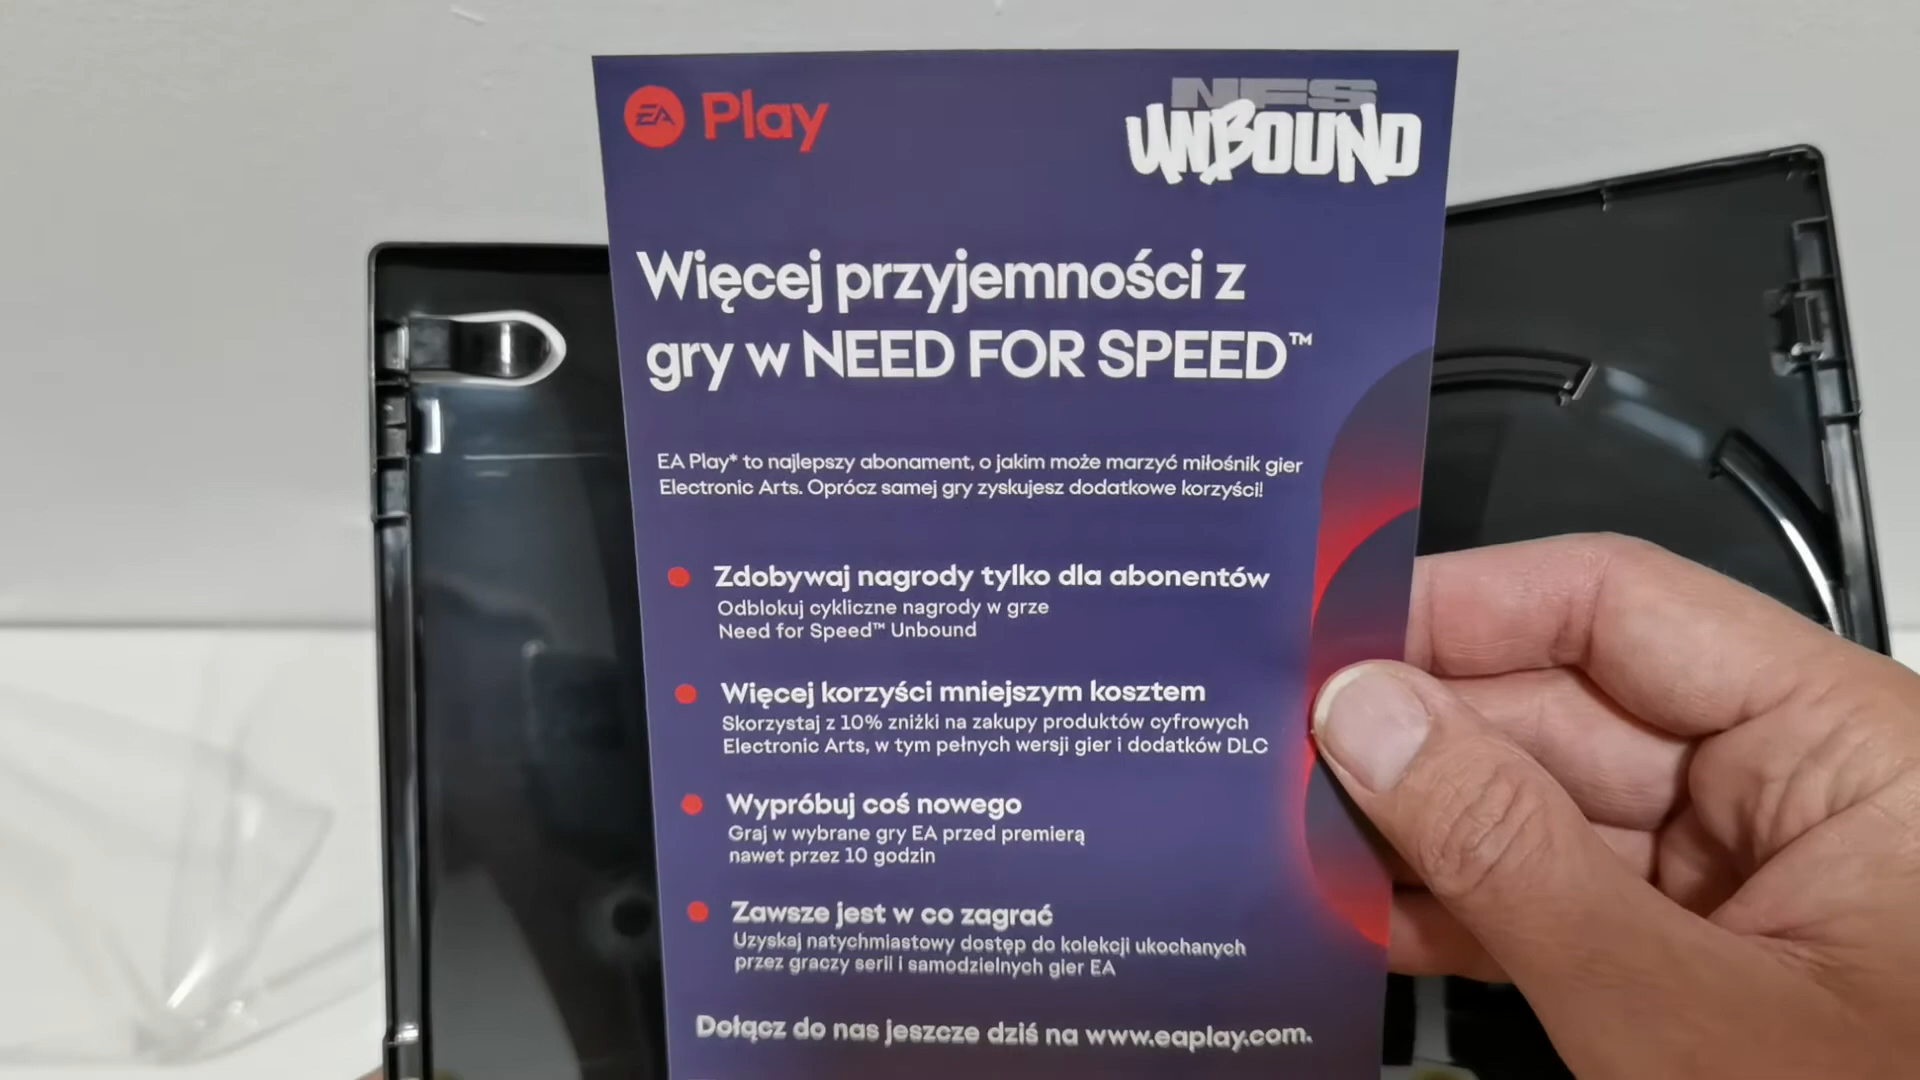 EA Play
NFS
UNBOUND
Więcej przyjemności z
gry w NEED FOR SPEED™
EA Play* to najlepszy abonament, o jakim może marzyć miłośnik gier
Electronic Arts. Oprócz samej gry zyskujesz dodatkowe korzyści!
Zdobywaj nagrody tylko dla abonentów
Odblokuj cykliczne nagrody w grze
Need for Speed™ Unbound
Więcej korzyści mniejszym kosztem
Skorzystaj z 10% zniżki na zakupy produktów cyfrowych
Electronic Arts, w tym pełnych wersji gier i dodatków DLC
Wypróbuj coś nowego
Graj w wybrane gry EA przed premierą
nawet przez 10 godzin
Zawsze jest w co zagrać
Uzyskaj natychmiastowy dostęp do kolekcji ukochanych
przez graczy serii i samodzielnych gier EA
Dołącz do nas jeszcze dziś na www.eaplay.com.